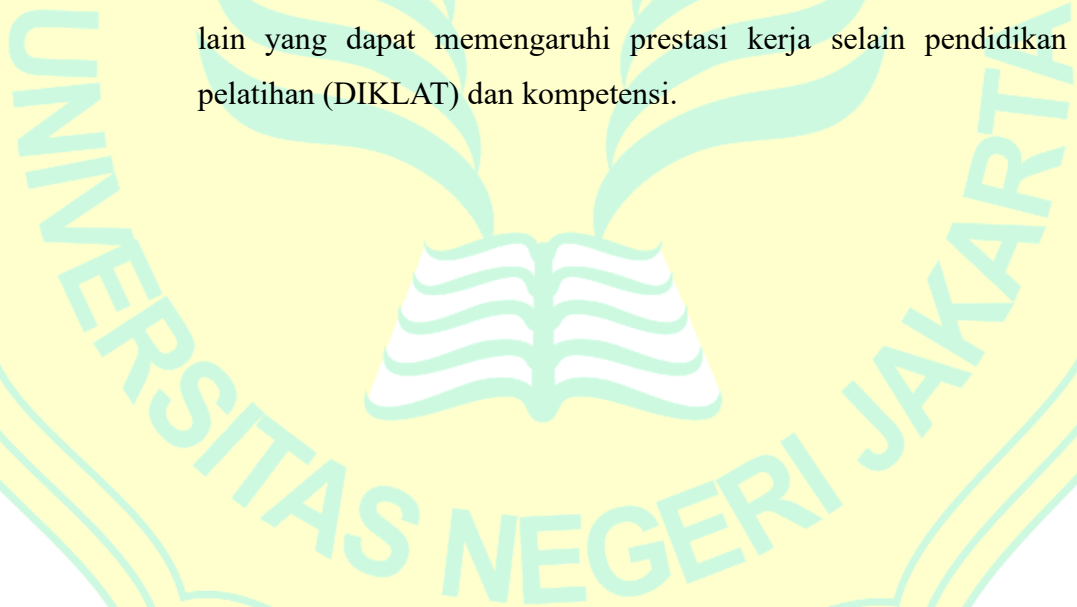 lain yang dapat memengaruhi prestasi kerja selain pendidikan
pelatihan (DIKLAT) dan kompetensi.
UNIVERSITAS NEGERI JAKARTA